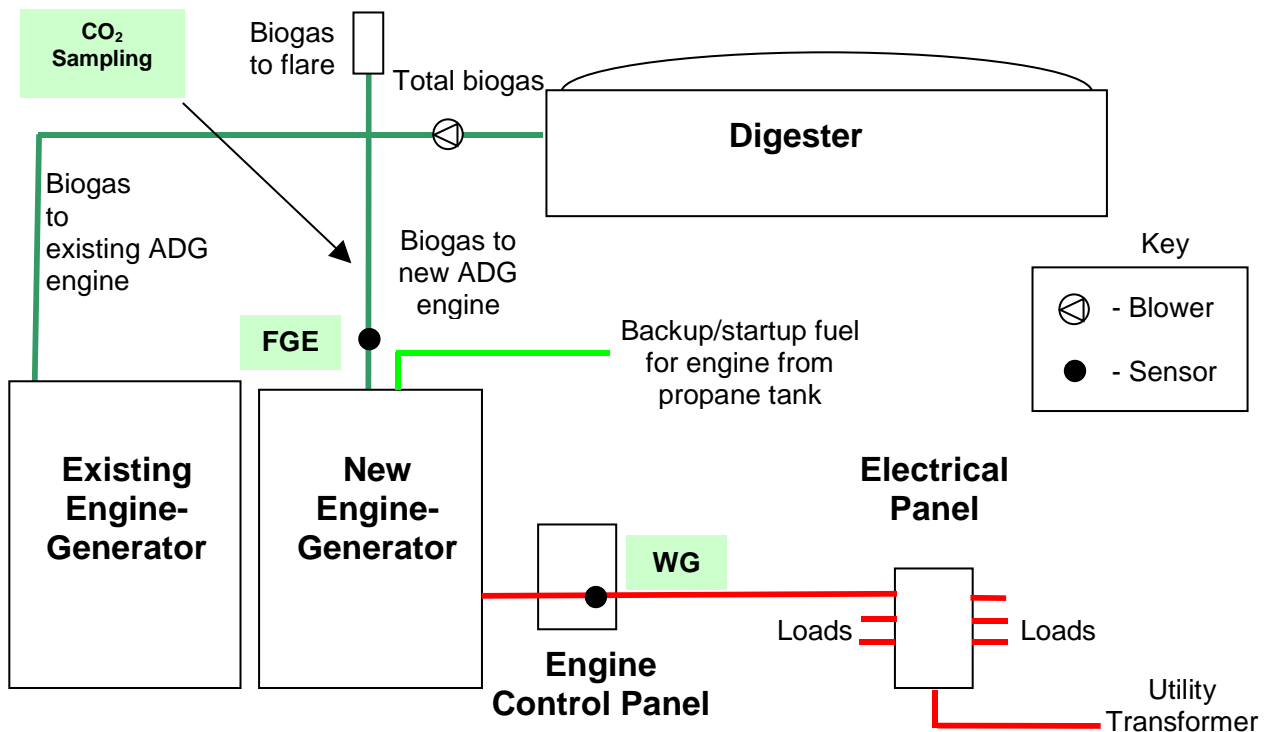 CO₂
Sampling
Biogas
to flare
Total biogas
Digester
Biogas
to
existing ADG
engine
Biogas to
new ADG
engine
Key
- Blower
- Sensor
FGE
Backup/startup fuel
for engine from
propane tank
Existing
Engine-
Generator
New
Engine-
Generator
Electrical
Panel
WG
Loads
Loads
Engine
Control Panel
Utility
Transformer